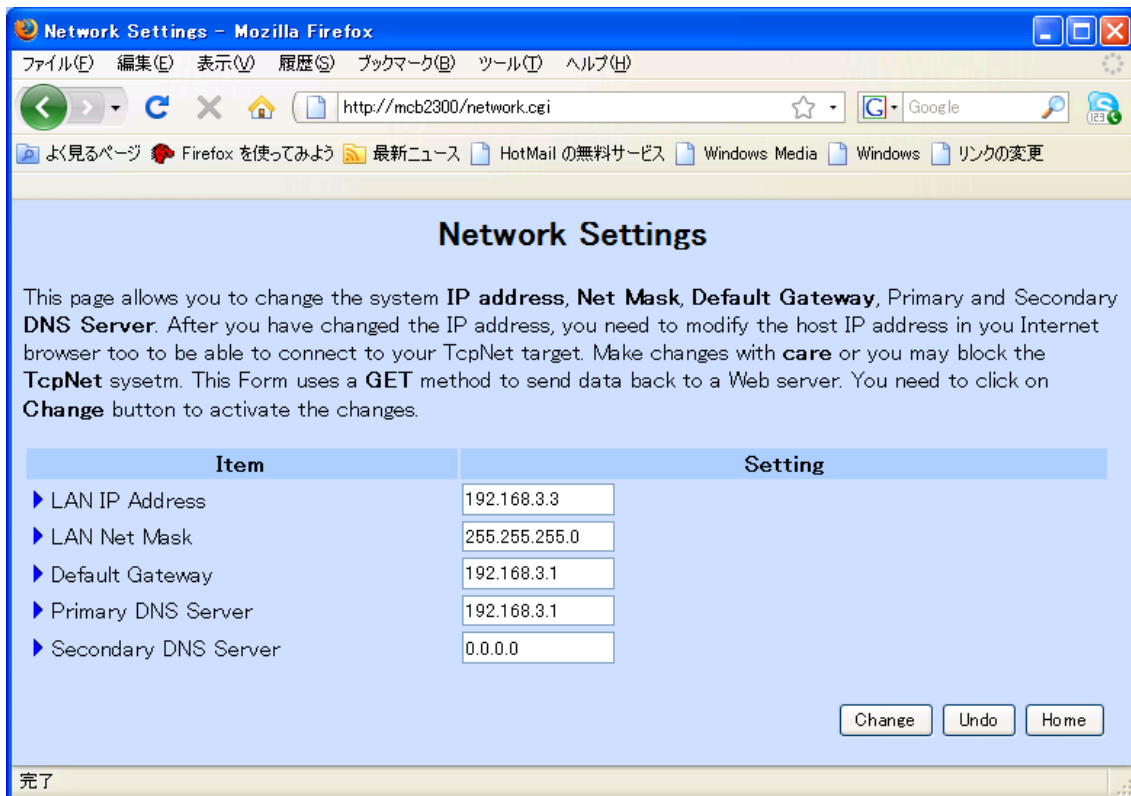 Network Settings - Mozilla Firefox
ファイル(F) 編集(E) 表示(V) 履歴(S) ブックマーク(B) ツール(T) ヘルプ(H)
http://mcb2300/network.cgi
G Google
123
よく見るページ Firefox を使ってみよう 最新ニュース HotMail の無料サービス Windows Media Windows リンクの変更
Network Settings
This page allows you to change the system IP address, Net Mask, Default Gateway, Primary and Secondary
DNS Server. After you have changed the IP address, you need to modify the host IP address in you Internet
browser too to be able to connect to your TcpNet target. Make changes with care or you may block the
TcpNet sysetm. This Form uses a GET method to send data back to a Web server. You need to click on
Change button to activate the changes.
Item Setting
LAN IP Address 192.168.3.3
LAN Net Mask 255.255.255.0
Default Gateway 192.168.3.1
Primary DNS Server 192.168.3.1
Secondary DNS Server 0.0.0.0
Change Undo Home
完了